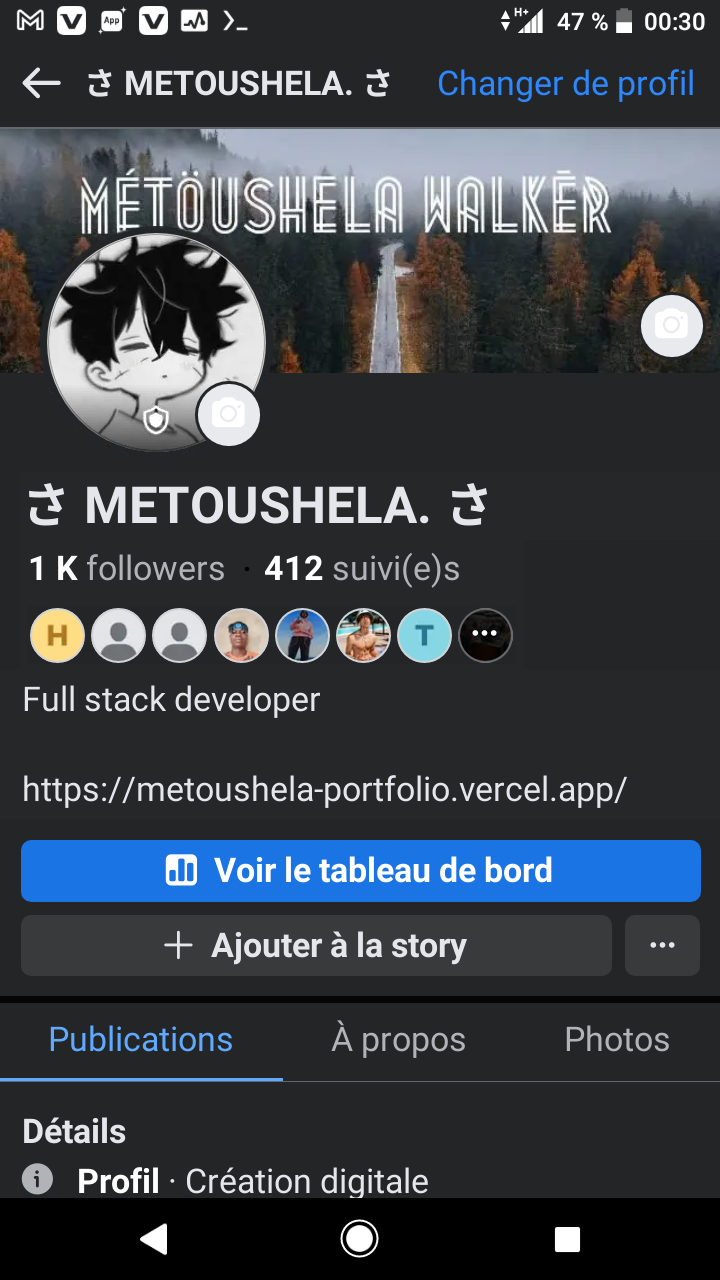 App H+ 47 % 00:30
さ METOUSHELA. さ Changer de profil
MÉTÖUSHELA WALKĒR
さ METOUSHELA. さ
1 K followers · 412 suivi(e)s
H T
Full stack developer
https://metoushela-portfolio.vercel.app/
Voir le tableau de bord
Ajouter à la story
Publications À propos Photos
Détails
Profil · Création digitale